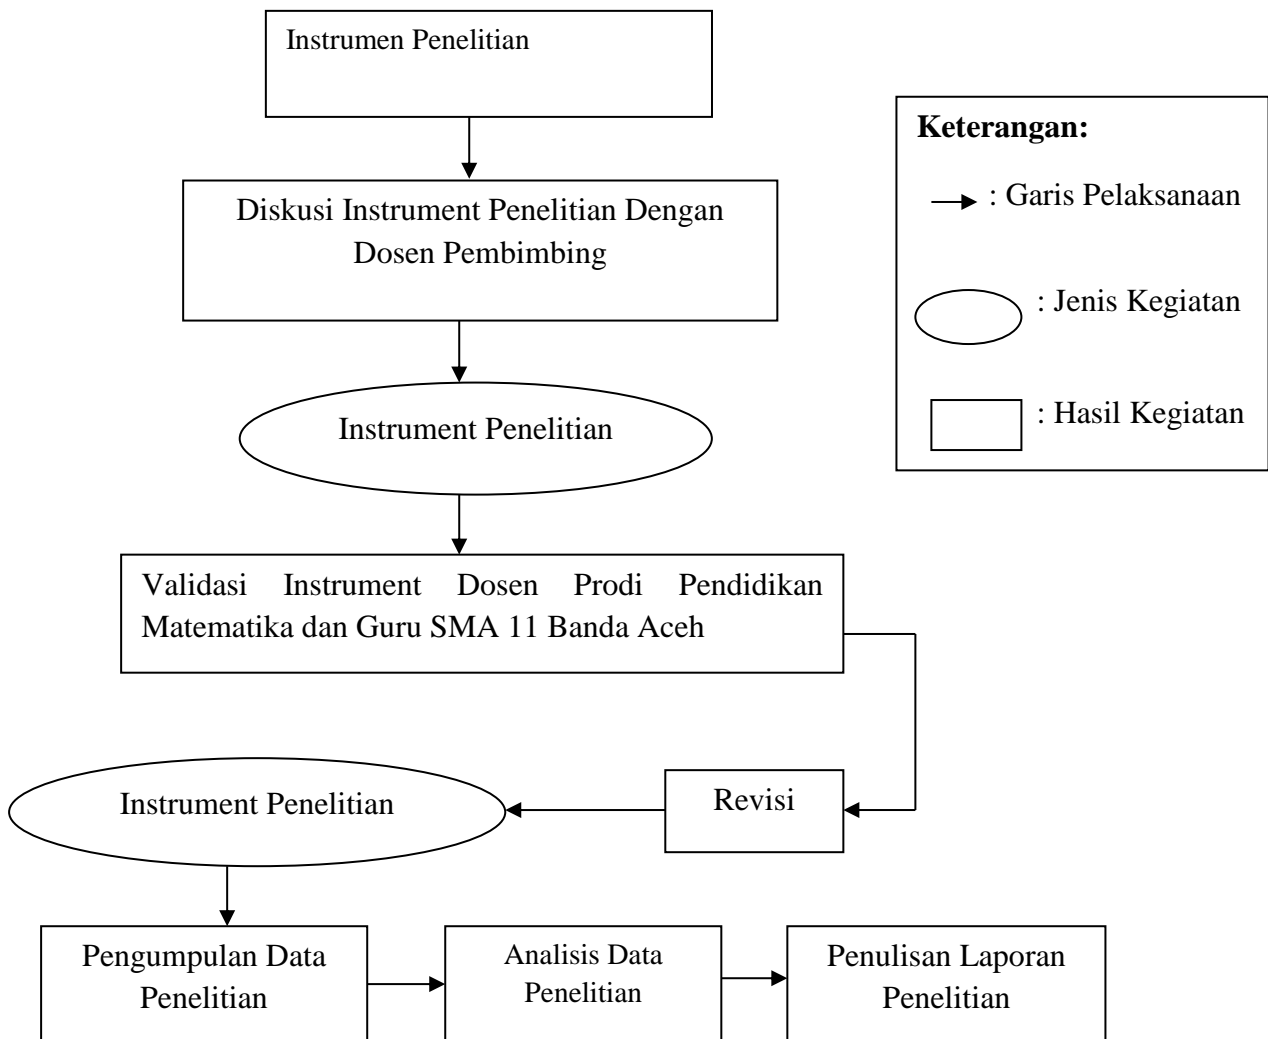 Instrumen Penelitian
Diskusi Instrument Penelitian Dengan
Dosen Pembimbing
Instrument Penelitian
Validasi Instrument Dosen Prodi Pendidikan
Matematika dan Guru SMA 11 Banda Aceh
Revisi
Instrument Penelitian
Pengumpulan Data
Penelitian
Analisis Data
Penelitian
Penulisan Laporan
Penelitian
Keterangan:
: Garis Pelaksanaan
: Jenis Kegiatan
: Hasil Kegiatan